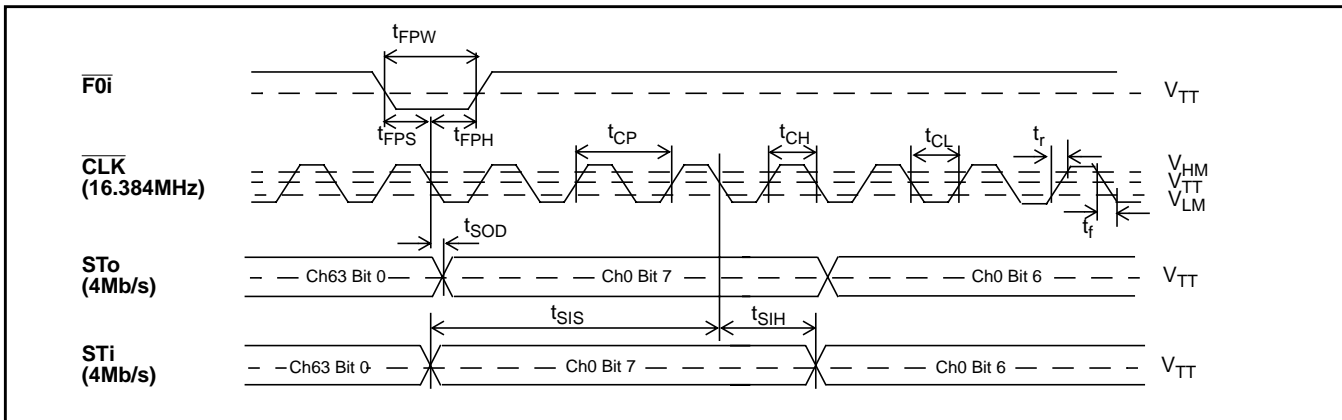 tFPW
F0i
VTT
tFPS tFPH tCP tCH tCL tr
CLK
(16.384MHz)
VHM
VTT
VLM
tf
tSOD
STo
(4Mb/s)
Ch63 Bit 0 Ch0 Bit 7 Ch0 Bit 6 VTT
tSIS tSIH
STi
(4Mb/s)
Ch63 Bit 0 Ch0 Bit 7 Ch0 Bit 6 VTT